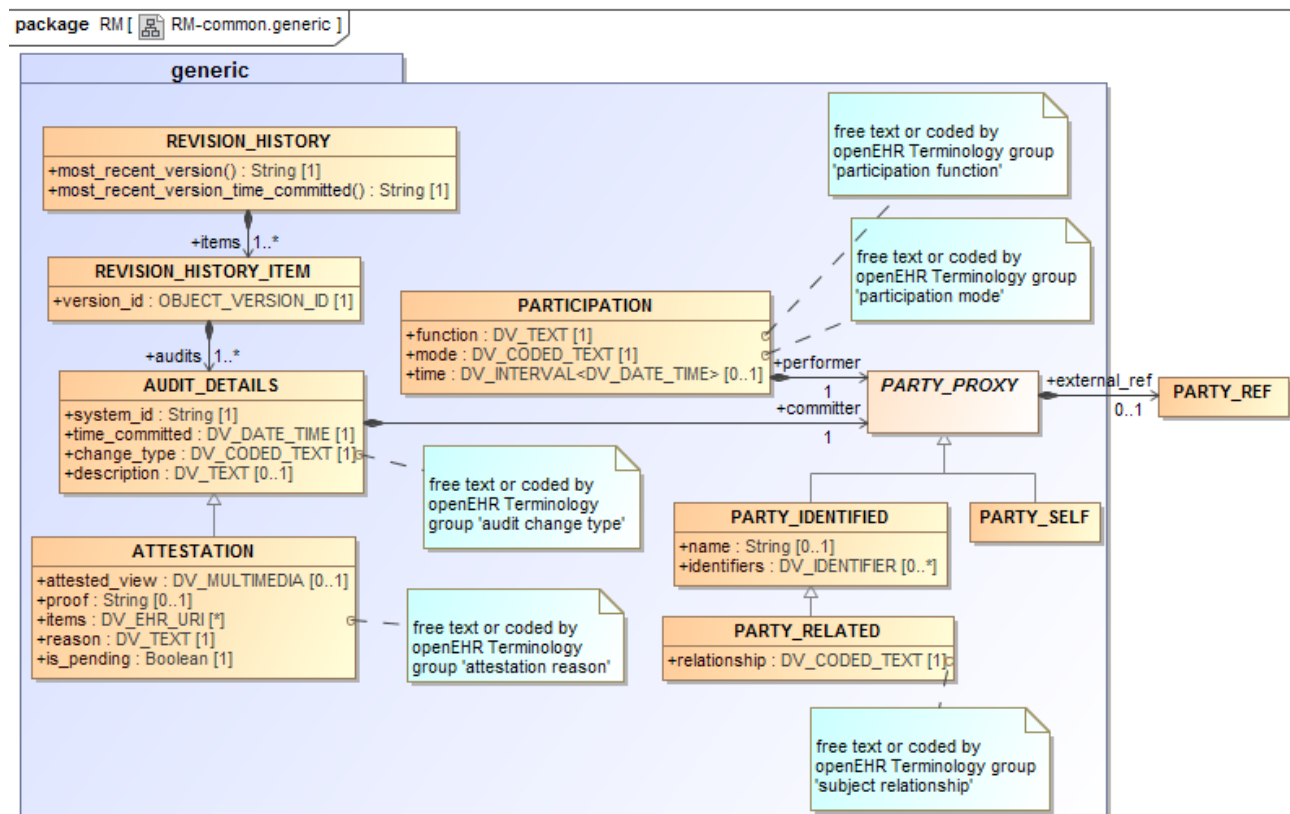 package RM [ RM-common.generic ]
generic
REVISION_HISTORY
+most_recent_version() : String [1]
+most_recent_version_time_committed() : String [1]
+items 1..*
REVISION_HISTORY_ITEM
+version_id : OBJECT_VERSION_ID [1]
+audits 1..*
AUDIT_DETAILS
+system_id : String [1]
+time_committed : DV_DATE_TIME [1]
+change_type : DV_CODED_TEXT [1]
+description : DV_TEXT [0..1]
ATTESTATION
+attested_view : DV_MULTIMEDIA [0..1]
+proof : String [0..1]
+items : DV_EHR_URI [*]
+reason : DV_TEXT [1]
+is_pending : Boolean [1]
PARTICIPATION
+function : DV_TEXT [1]
+mode : DV_CODED_TEXT [1]
+time : DV_INTERVAL<DV_DATE_TIME> [0..1]
free text or coded by
openEHR Terminology group
'participation function'
free text or coded by
openEHR Terminology group
'participation mode'
+performer
1
+committer
1
PARTY_PROXY
+external_ref
0..1
PARTY_REF
free text or coded by
openEHR Terminology
group 'audit change type'
free text or coded by
openEHR Terminology
group 'attestation reason'
PARTY_IDENTIFIED
+name : String [0..1]
+identifiers : DV_IDENTIFIER [0..*]
PARTY_SELF
PARTY_RELATED
+relationship : DV_CODED_TEXT [1]
free text or coded by
openEHR Terminology group
'subject relationship'